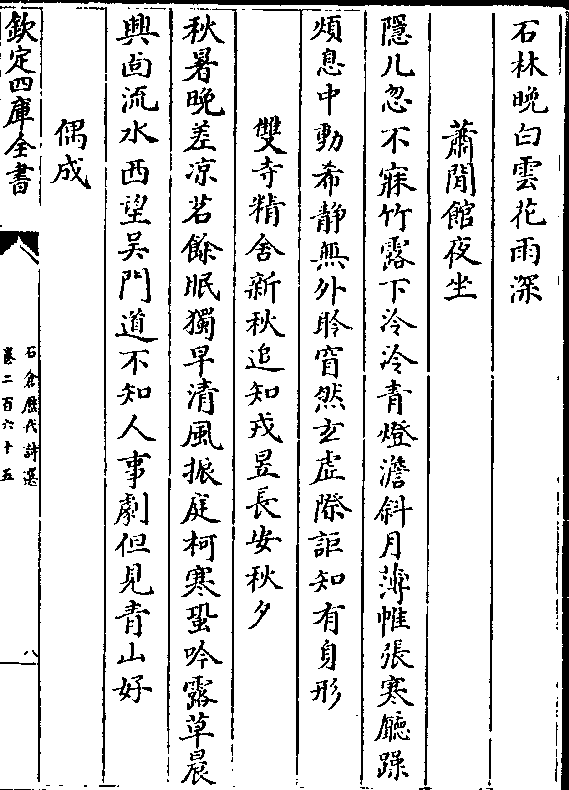 石林晚白雲花雨深
蕭閒館夜坐
隱几忽不寐竹露下泠泠青燈澹斜月薄帷張寒廳躁
煩息中動希靜無外聆窅然玄虛際詎知有身形
雙寺精舍新秋追和戎昱長安秋夕
秋暑晚差凉茗餘眠獨早清風振庭柯寒蛩吟露草晨
興面流水西望吴門道不知人事劇但見青山好
偶成
欽定四庫全書
石倉歷代詩選
卷二百六十五
八